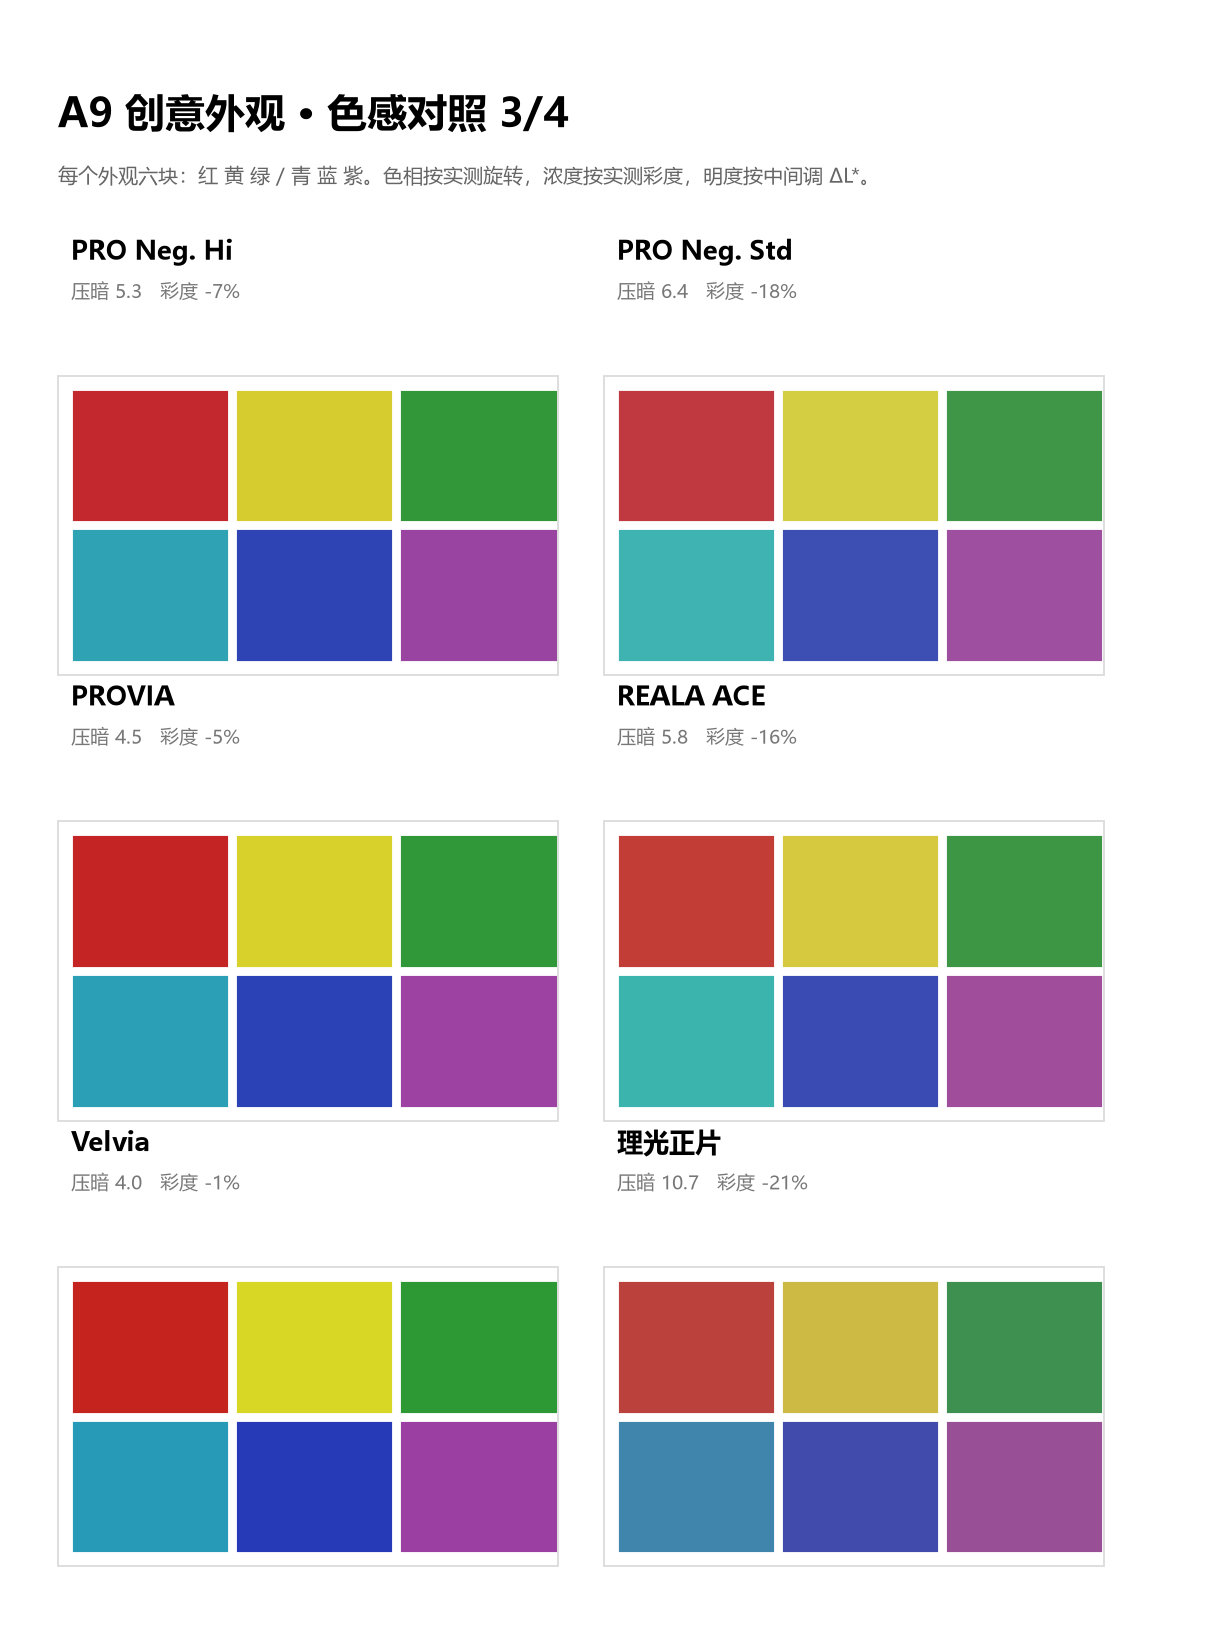 A9 创意外观 • 色感对照 3/4
每个外观六块：红 黄 绿 / 青 蓝 紫。色相按实测旋转，浓度按实测彩度，明度按中间调 ΔL*。
PRO Neg. Hi
压暗 5.3 彩度 -7%
PRO Neg. Std
压暗 6.4 彩度 -18%
PROVIA
压暗 4.5 彩度 -5%
REALA ACE
压暗 5.8 彩度 -16%
Velvia
压暗 4.0 彩度 -1%
理光正片
压暗 10.7 彩度 -21%